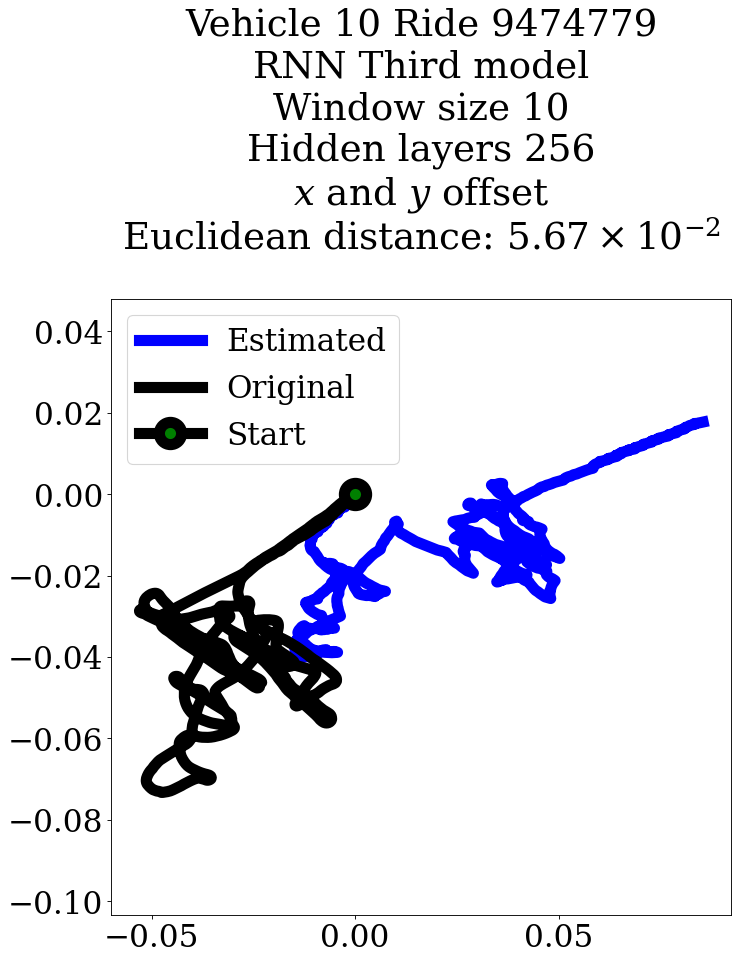 Vehicle 10 Ride 9474779
RNN Third model
Window size 10
Hidden layers 256
x and y offset
Euclidean distance: 5.67 × 10⁻²
Estimated
Original
Start
0.04
0.02
0.00
−0.02
−0.04
−0.06
−0.08
−0.10
−0.05 0.00 0.05